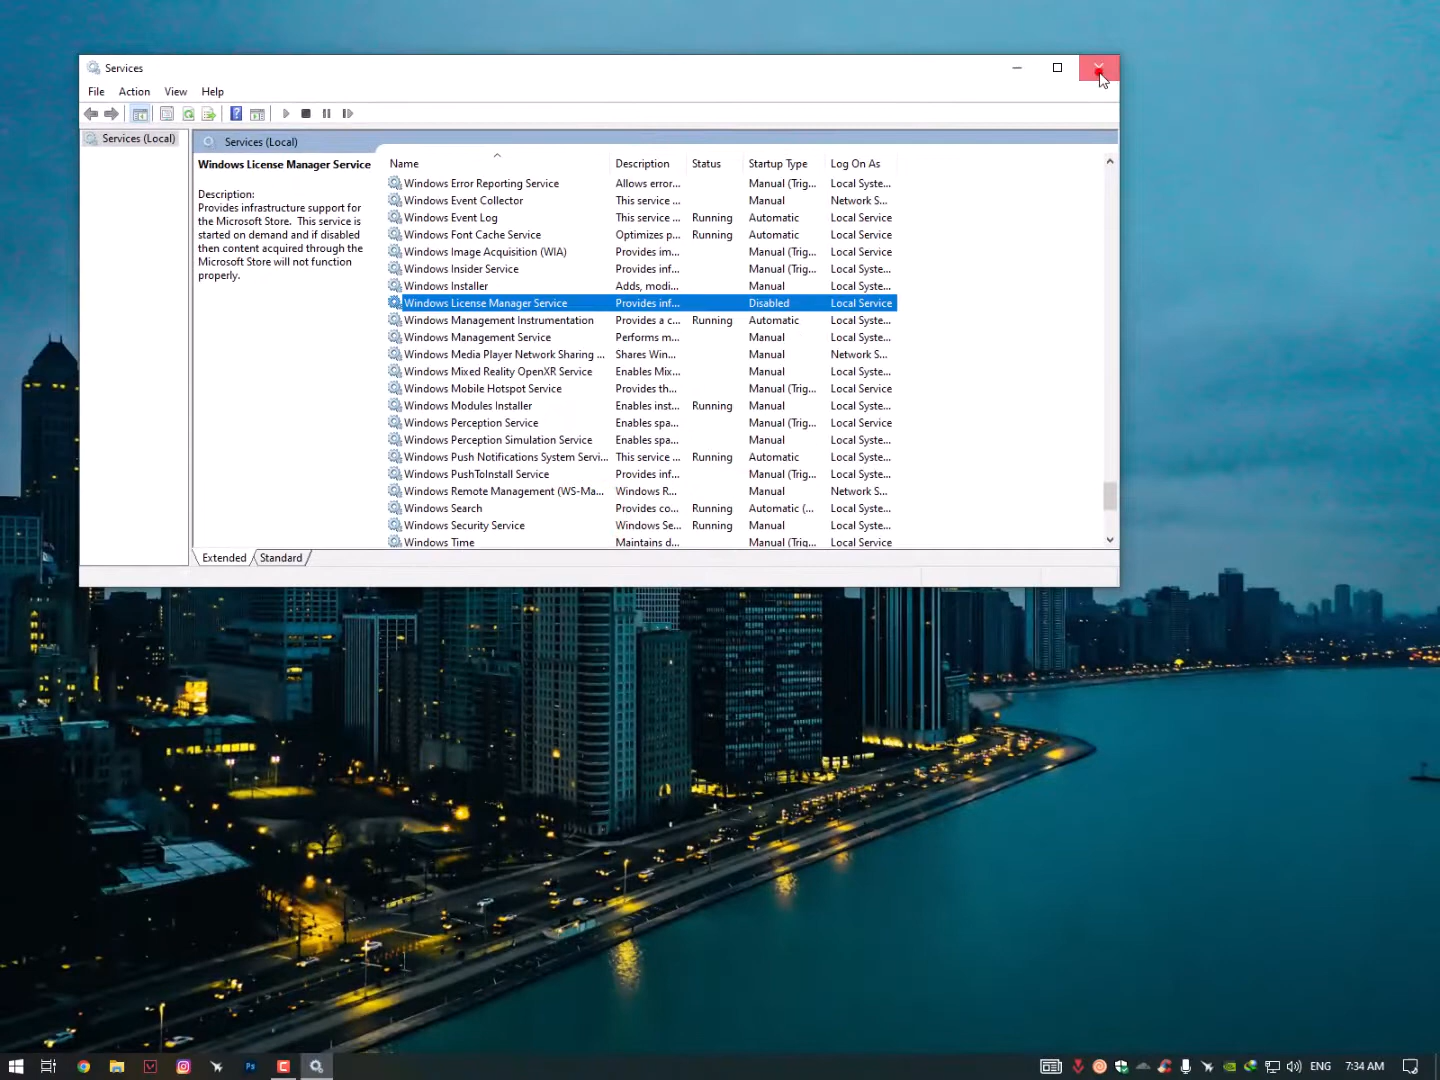 Services
File Action View Help
Services (Local)
Services (Local)
Windows License Manager Service
Description:
Provides infrastructure support for
the Microsoft Store. This service is
started on demand and if disabled
then content acquired through the
Microsoft Store will not function
properly.
Name Description Status Startup Type Log On As
Windows Error Reporting Service Allows error... Manual (Trig... Local Syste...
Windows Event Collector This service ... Manual Network S...
Windows Event Log This service ... Running Automatic Local Service
Windows Font Cache Service Optimizes p... Running Automatic Local Service
Windows Image Acquisition (WIA) Provides im... Manual (Trig... Local Service
Windows Insider Service Provides inf... Manual (Trig... Local Syste...
Windows Installer Adds, modi... Manual Local Syste...
Windows License Manager Service Provides inf... Disabled Local Service
Windows Management Instrumentation Provides a c... Running Automatic Local Syste...
Windows Management Service Performs m... Manual Local Syste...
Windows Media Player Network Sharing ... Shares Win... Manual Network S...
Windows Mixed Reality OpenXR Service Enables Mix... Manual Local Syste...
Windows Mobile Hotspot Service Provides th... Manual (Trig... Local Service
Windows Modules Installer Enables inst... Running Manual Local Syste...
Windows Perception Service Enables spa... Manual (Trig... Local Service
Windows Perception Simulation Service Enables spa... Manual Local Syste...
Windows Push Notifications System Servi... This service ... Running Automatic Local Syste...
Windows PushToInstall Service Provides inf... Manual (Trig... Local Syste...
Windows Remote Management (WS-Ma... Windows R... Manual Network S...
Windows Search Provides co... Running Automatic (... Local Syste...
Windows Security Service Windows Se... Running Manual Local Syste...
Windows Time Maintains d... Manual (Trig... Local Service
Extended Standard
Ps ENG 7:34 AM